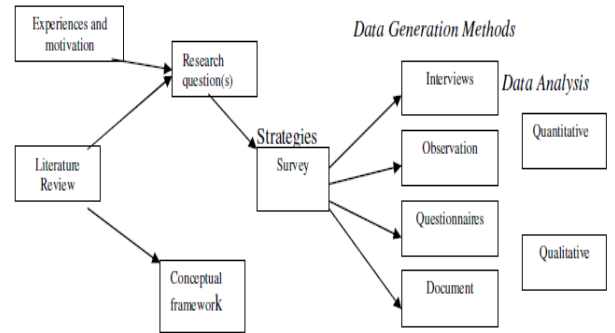 Experiences and
motivation
Data Generation Methods
Research
question(s)
Interviews
Data Analysis
Strategies
Survey
Observation
Quantitative
Literature
Review
Questionnaires
Qualitative
Conceptual
framework
Document